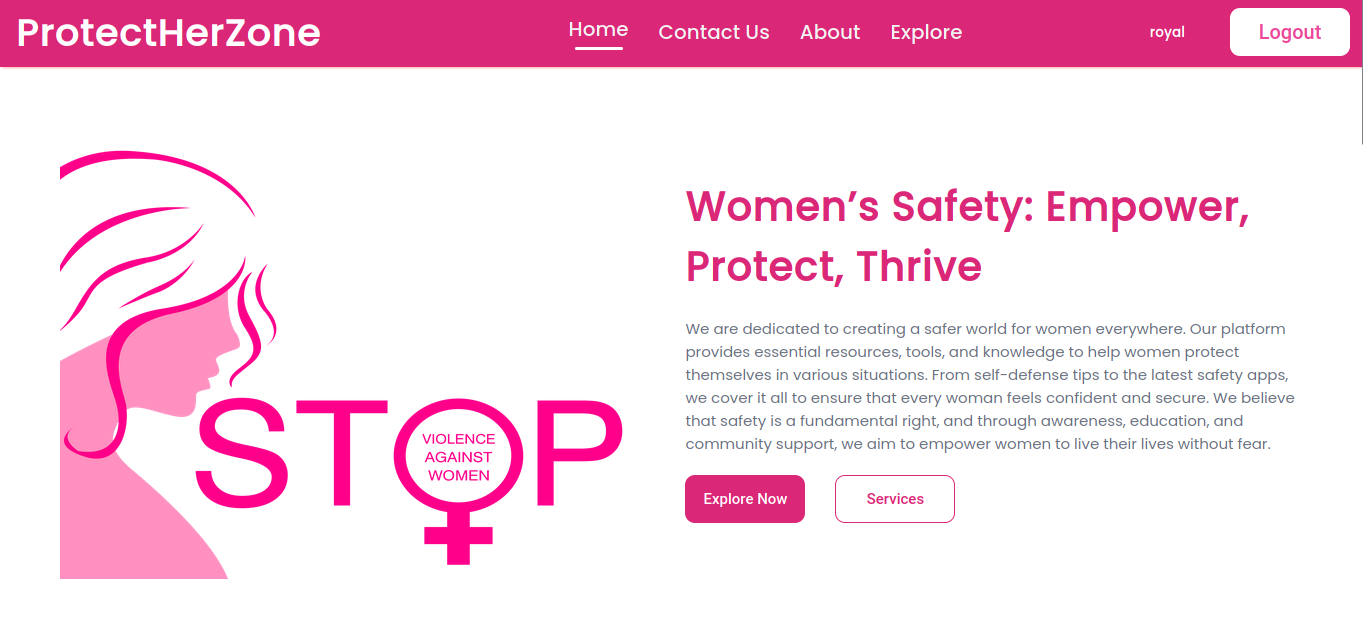 ProtectHerZone
Home
Contact Us
About
Explore
royal
Logout
STOP
VIOLENCE
AGAINST
WOMEN
Women’s Safety: Empower,
Protect, Thrive
We are dedicated to creating a safer world for women everywhere. Our platform
provides essential resources, tools, and knowledge to help women protect
themselves in various situations. From self-defense tips to the latest safety apps,
we cover it all to ensure that every woman feels confident and secure. We believe
that safety is a fundamental right, and through awareness, education, and
community support, we aim to empower women to live their lives without fear.
Explore Now
Services